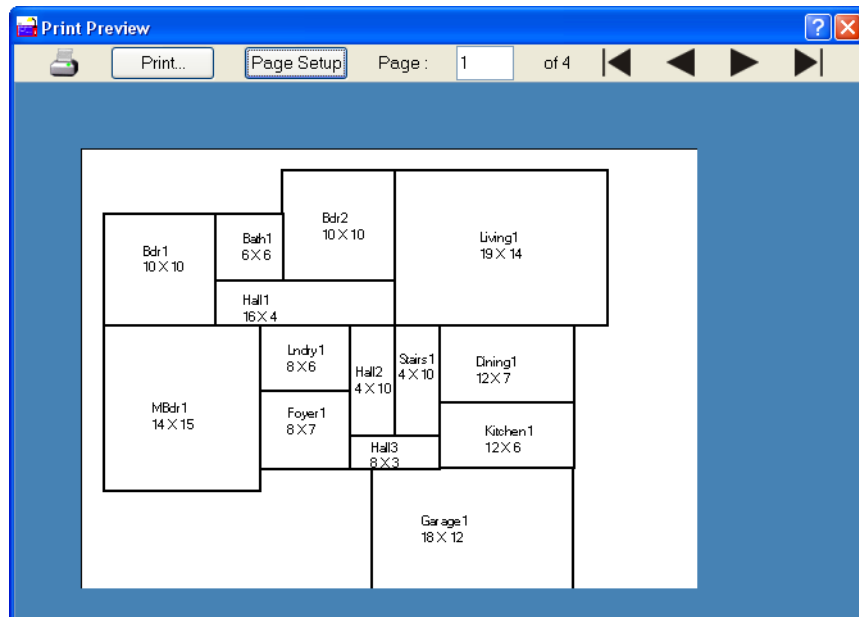 Print Preview
Print...
Page Setup
Page :
1
of 4
Bdr2
10 X 10
Living1
19 X 14
Bdr1
10 X 10
Bath1
6 X 6
Hall1
16 X 4
Lndry1
8 X 6
Hall2
4 X 10
Stairs1
4 X 10
Dining1
12 X 7
MBdr1
14 X 15
Foyer1
8 X 7
Hall3
8 X 3
Kitchen1
12 X 6
Garage1
18 X 12